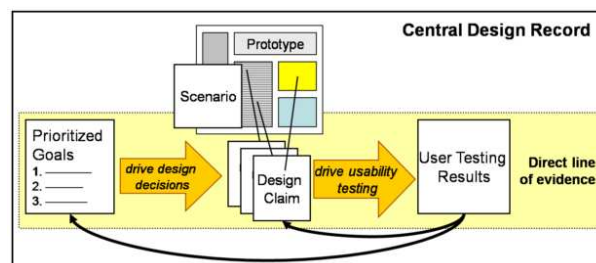 Central Design Record
Prototype
Scenario
Prioritized
Goals
1.
2.
3.
drive design
decisions
Design
Claim
drive usability
testing
User Testing
Results
Direct line
of evidence